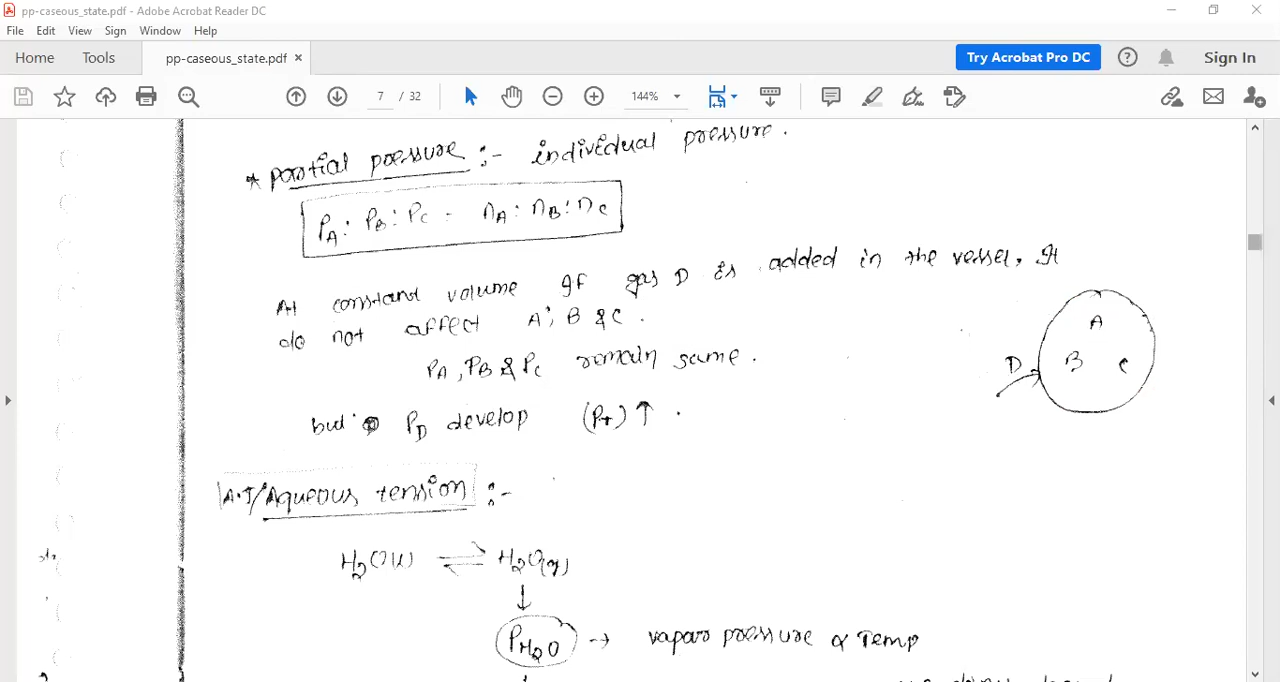 pp-caseous_state.pdf - Adobe Acrobat Reader DC
File Edit View Sign Window Help
Home Tools pp-caseous_state.pdf × Try Acrobat Pro DC Sign In
7 / 32 144%
* partial pressure :- individual pressure.
PA : PB : PC = nA : nB : nC
At constand volume If gas D is added in the vessel, It
do not affect A, B & C.
PA, PB & PC remain same.
but PD develop (PT) ↑.
A.T/Aqueous tension :-
H2O(l) ⇌ H2O(g)
↓
PH2O → vapour pressure α Temp
A
D B C